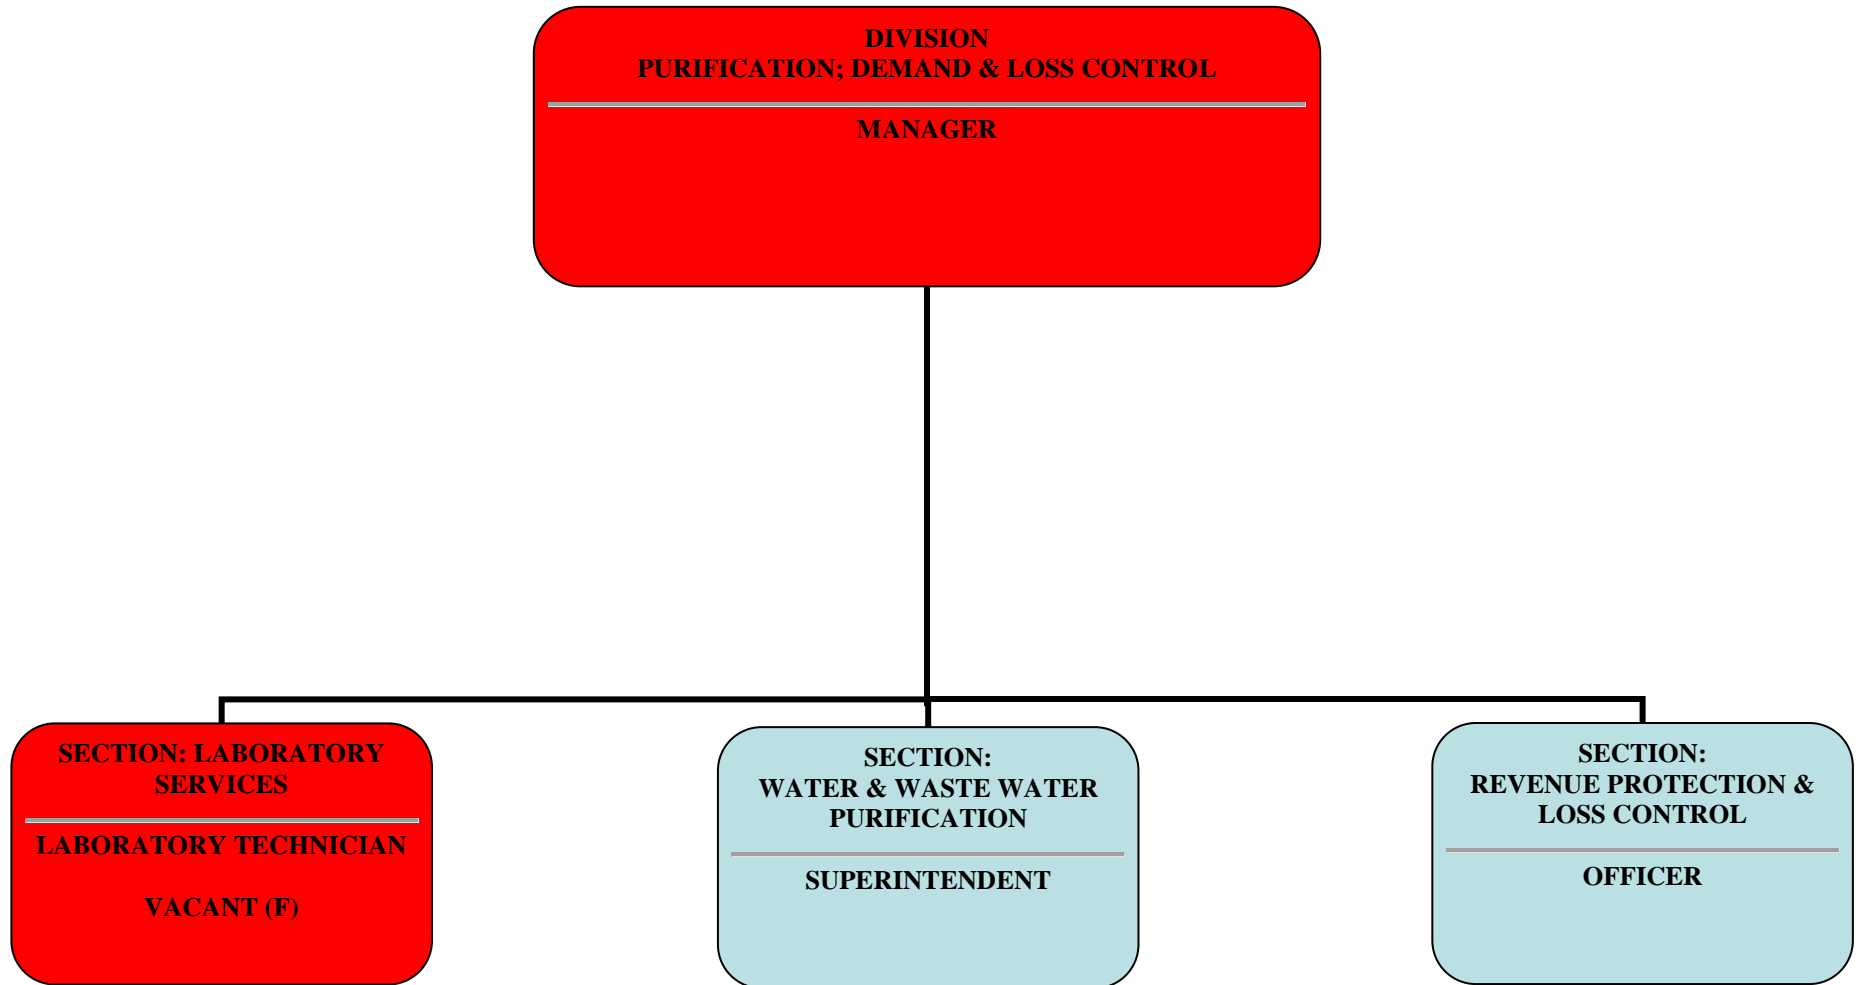 DIVISION
PURIFICATION; DEMAND & LOSS CONTROL
MANAGER
SECTION: LABORATORY
SERVICES
LABORATORY TECHNICIAN
VACANT (F)
SECTION:
WATER & WASTE WATER
PURIFICATION
SUPERINTENDENT
SECTION:
REVENUE PROTECTION &
LOSS CONTROL
OFFICER